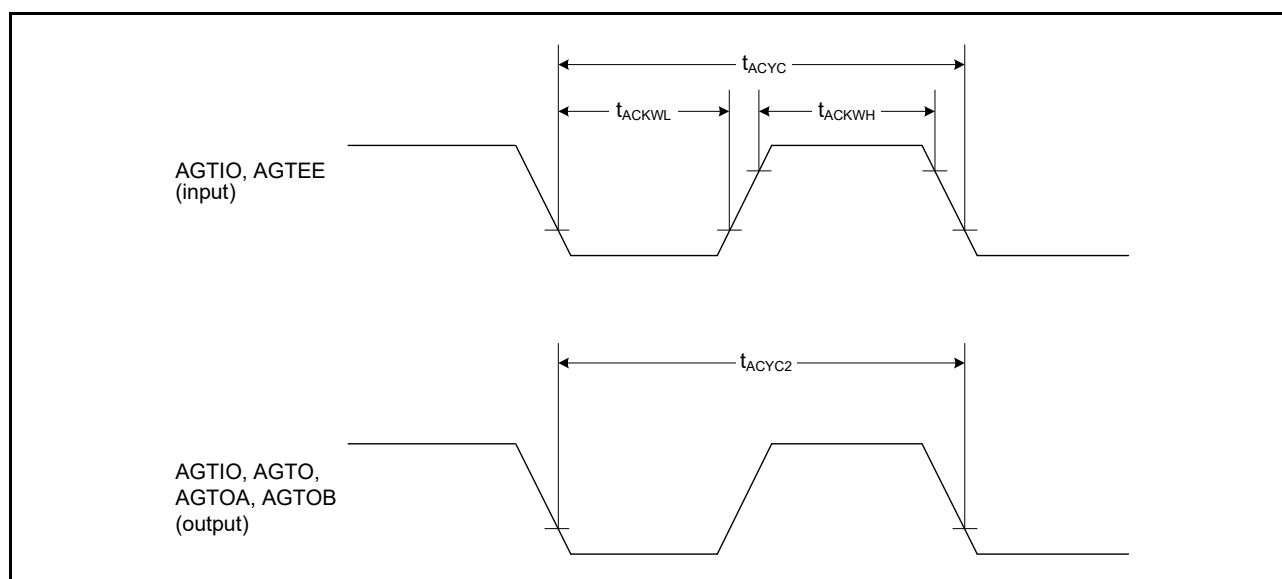 tACYC
tACKWL
tACKWH
AGTIO, AGTEE
(input)
tACYC2
AGTIO, AGTO,
AGTOA, AGTOB
(output)